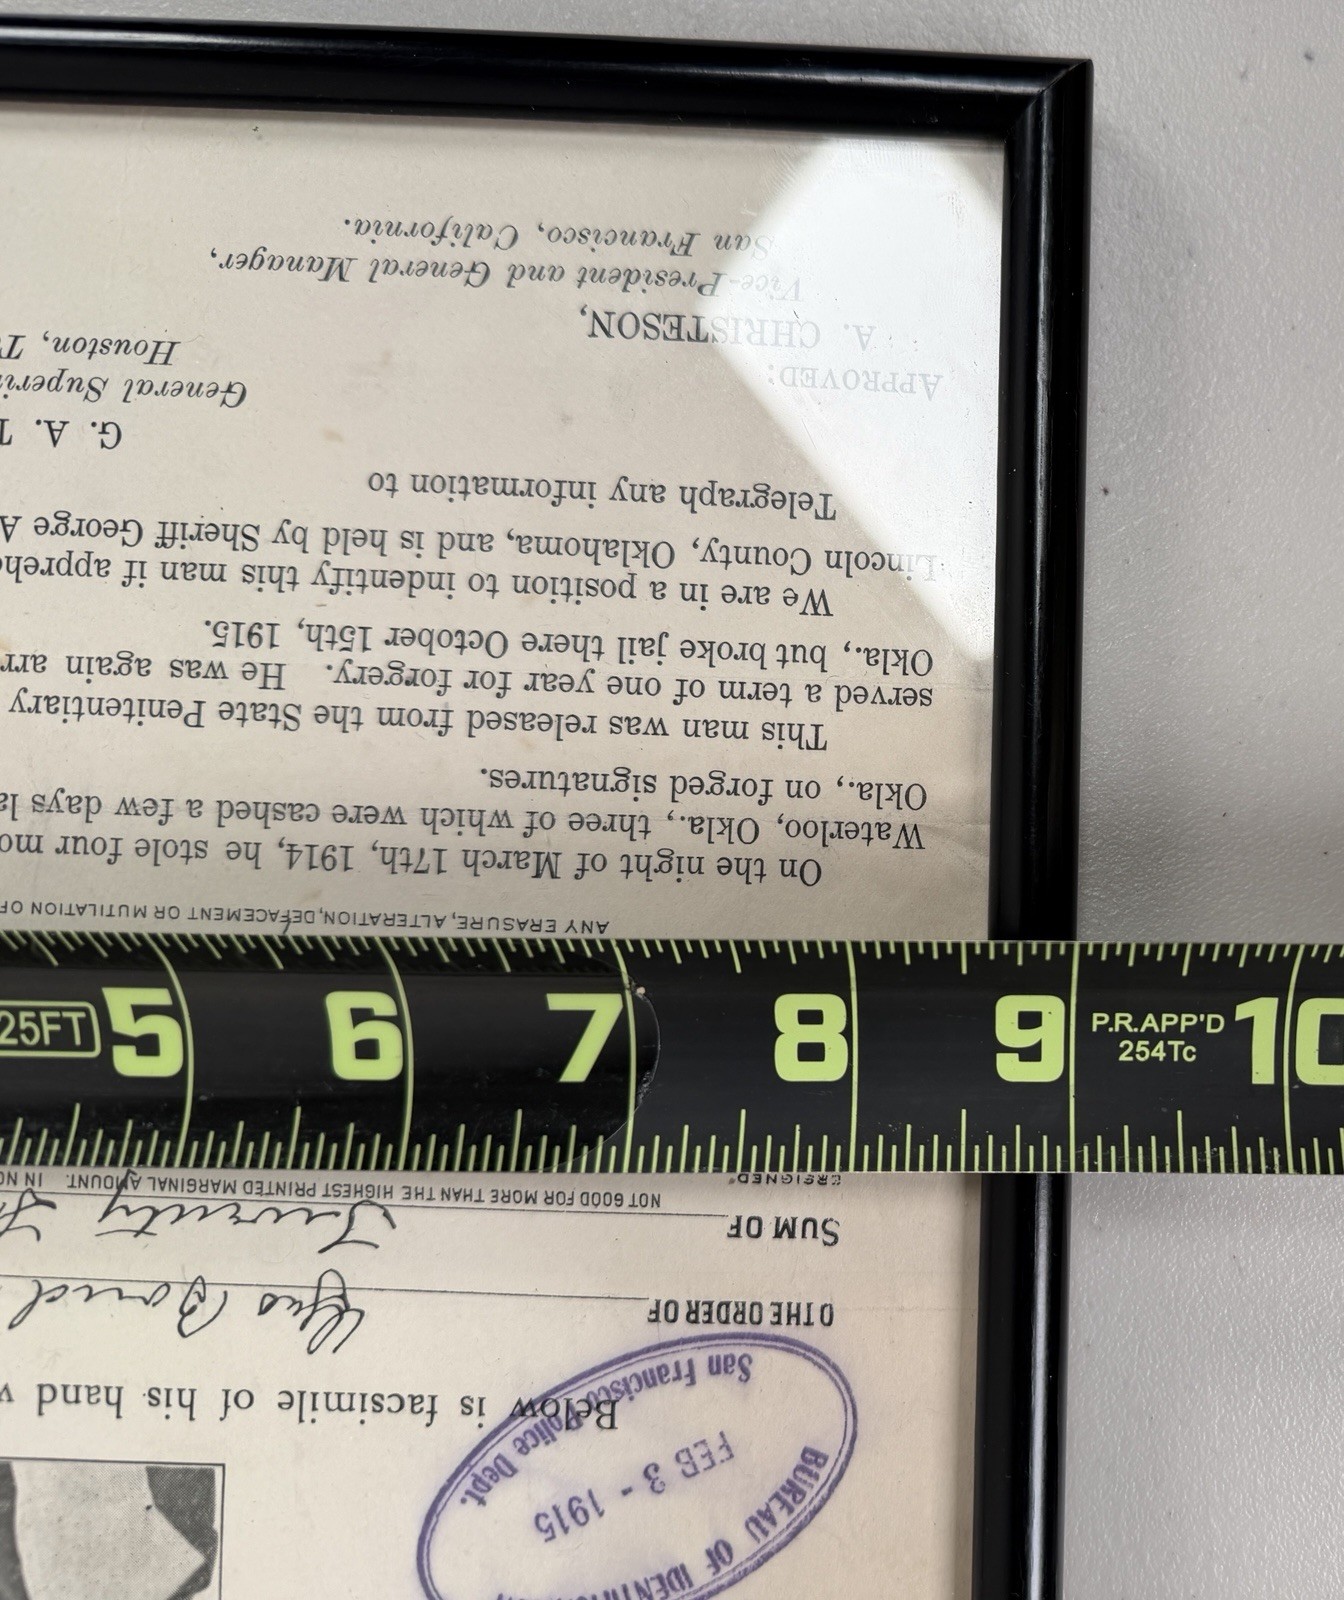 BUREAU OF IDENTIFI
FEB 3 - 1915
San Francisco Police Dept.
Below is facsimile of his hand w
O THE ORDER OF Gus Bond
SUM OF Twenty
NOT GOOD FOR MORE THAN THE HIGHEST PRINTED MARGINAL AMOUNT. IN NO
ERSIGNED
25FT 5 6 7 8 9 P.R.APP'D 10
254Tc
ANY ERASURE, ALTERATION, DEFACEMENT OR MUTILATION OF
On the night of March 17th, 1914, he stole four mo
Waterloo, Okla., three of which were cashed a few days la
Okla., on forged signatures.
This man was released from the State Penitentiary
served a term of one year for forgery. He was again arr
Okla., but broke jail there October 15th, 1915.
We are in a position to indentify this man if appreh
Lincoln County, Oklahoma, and is held by Sheriff George A
Telegraph any information to
G. A. T
General Superi
Houston, T
APPROVED:
A. CHRISTESON,
Vice-President and General Manager,
San Francisco, California.